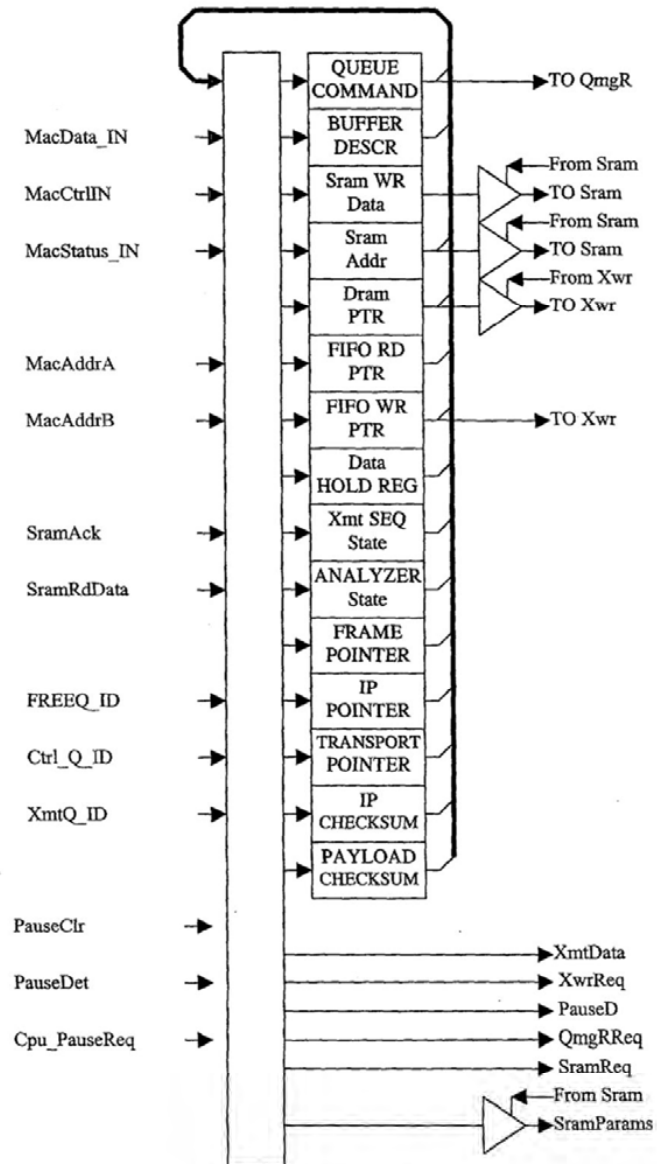 QUEUE
COMMAND
TO QmgR
MacData_IN
BUFFER
DESCR
MacCtrlIN
Sram WR
Data
From Sram
TO Sram
MacStatus_IN
Sram
Addr
From Sram
TO Sram
Dram
PTR
From Xwr
TO Xwr
MacAddrA
FIFO RD
PTR
MacAddrB
FIFO WR
PTR
TO Xwr
Data
HOLD REG
SramAck
Xmt SEQ
State
SramRdData
ANALYZER
State
FRAME
POINTER
FREEQ_ID
IP
POINTER
Ctrl_Q_ID
TRANSPORT
POINTER
XmtQ_ID
IP
CHECKSUM
PAYLOAD
CHECKSUM
PauseClr
XmtData
PauseDet
XwrReq
PauseD
Cpu_PauseReq
QmgRReq
SramReq
From Sram
SramParams